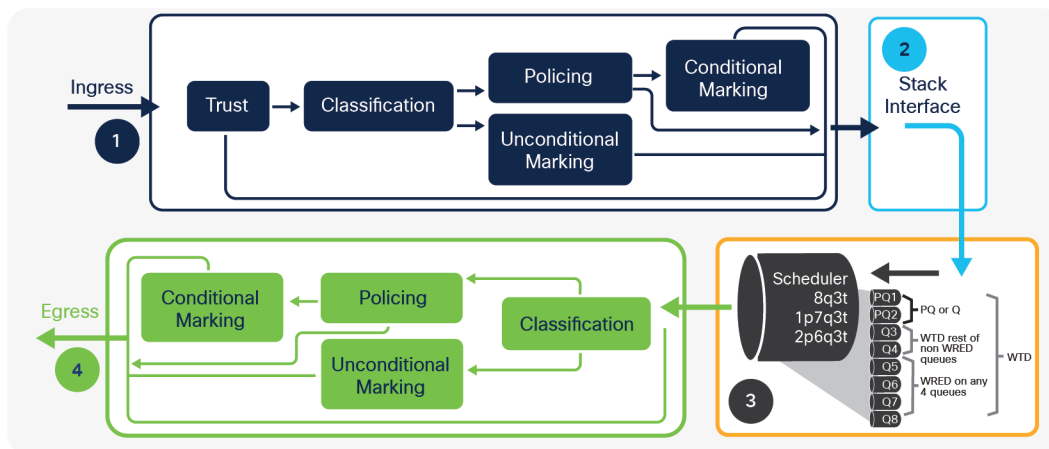 Ingress
1
Trust
Classification
Policing
Unconditional
Marking
Conditional
Marking
2
Stack
Interface
Egress
4
Conditional
Marking
Policing
Unconditional
Marking
Classification
Scheduler
8q3t
1p7q3t
2p6q3t
3
PQ1
PQ2
Q3
Q4
Q5
Q6
Q7
Q8
PQ or Q
WTD rest of
non WRED
queues
WRED on any
4 queues
WTD